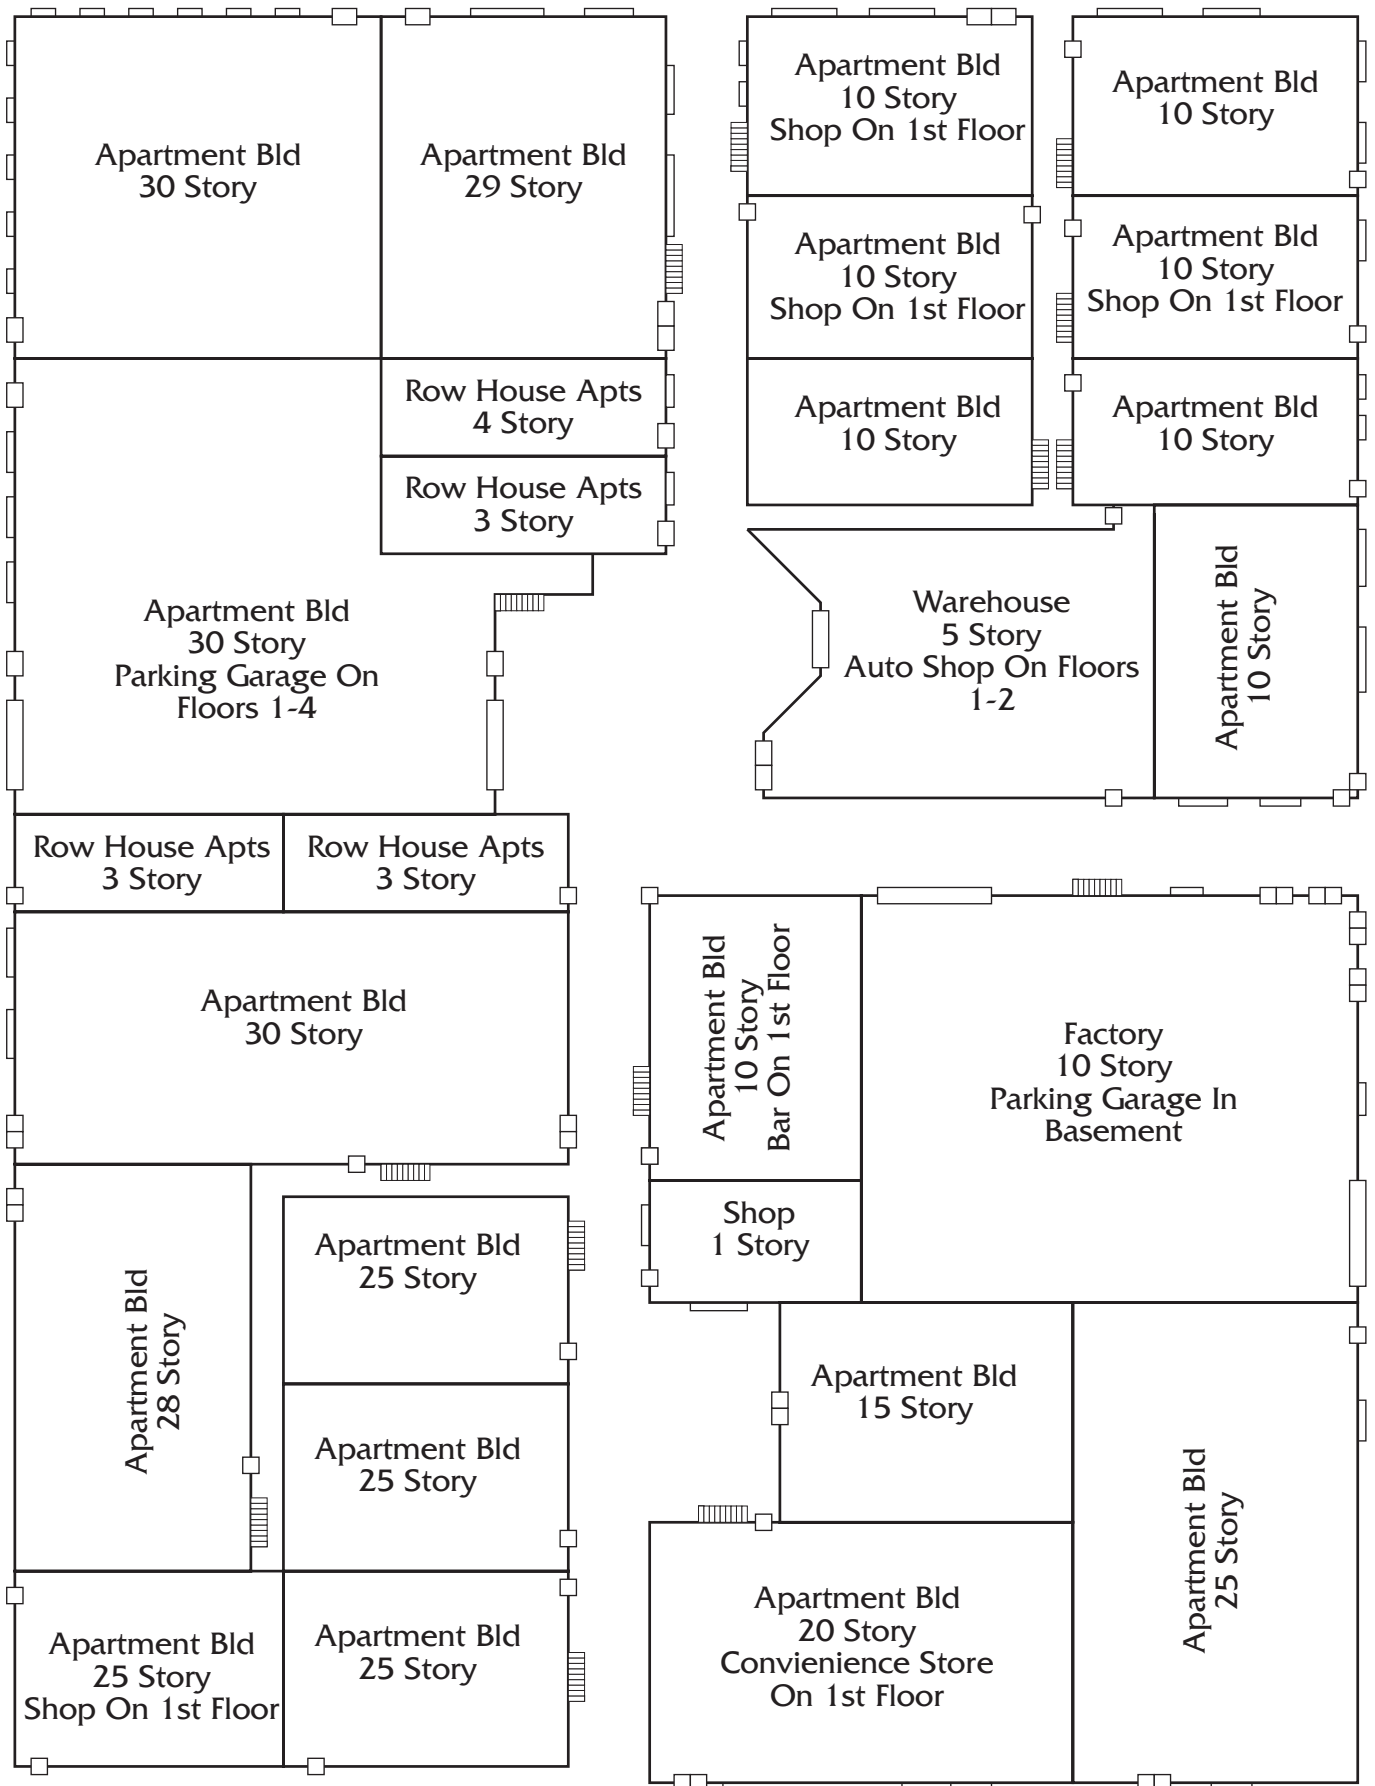 Apartment Bld
30 Story
Apartment Bld
29 Story
Row House Apts
4 Story
Row House Apts
3 Story
Apartment Bld
30 Story
Parking Garage On
Floors 1-4
Row House Apts
3 Story
Row House Apts
3 Story
Apartment Bld
30 Story
Apartment Bld
28 Story
Apartment Bld
25 Story
Apartment Bld
25 Story
Apartment Bld
25 Story
Shop On 1st Floor
Apartment Bld
25 Story
Apartment Bld
10 Story
Shop On 1st Floor
Apartment Bld
10 Story
Apartment Bld
10 Story
Shop On 1st Floor
Apartment Bld
10 Story
Shop On 1st Floor
Apartment Bld
10 Story
Apartment Bld
10 Story
Warehouse
5 Story
Auto Shop On Floors
1-2
Apartment Bld
10 Story
Apartment Bld
10 Story
Bar On 1st Floor
Factory
10 Story
Parking Garage In
Basement
Shop
1 Story
Apartment Bld
15 Story
Apartment Bld
25 Story
Apartment Bld
20 Story
Convienience Store
On 1st Floor